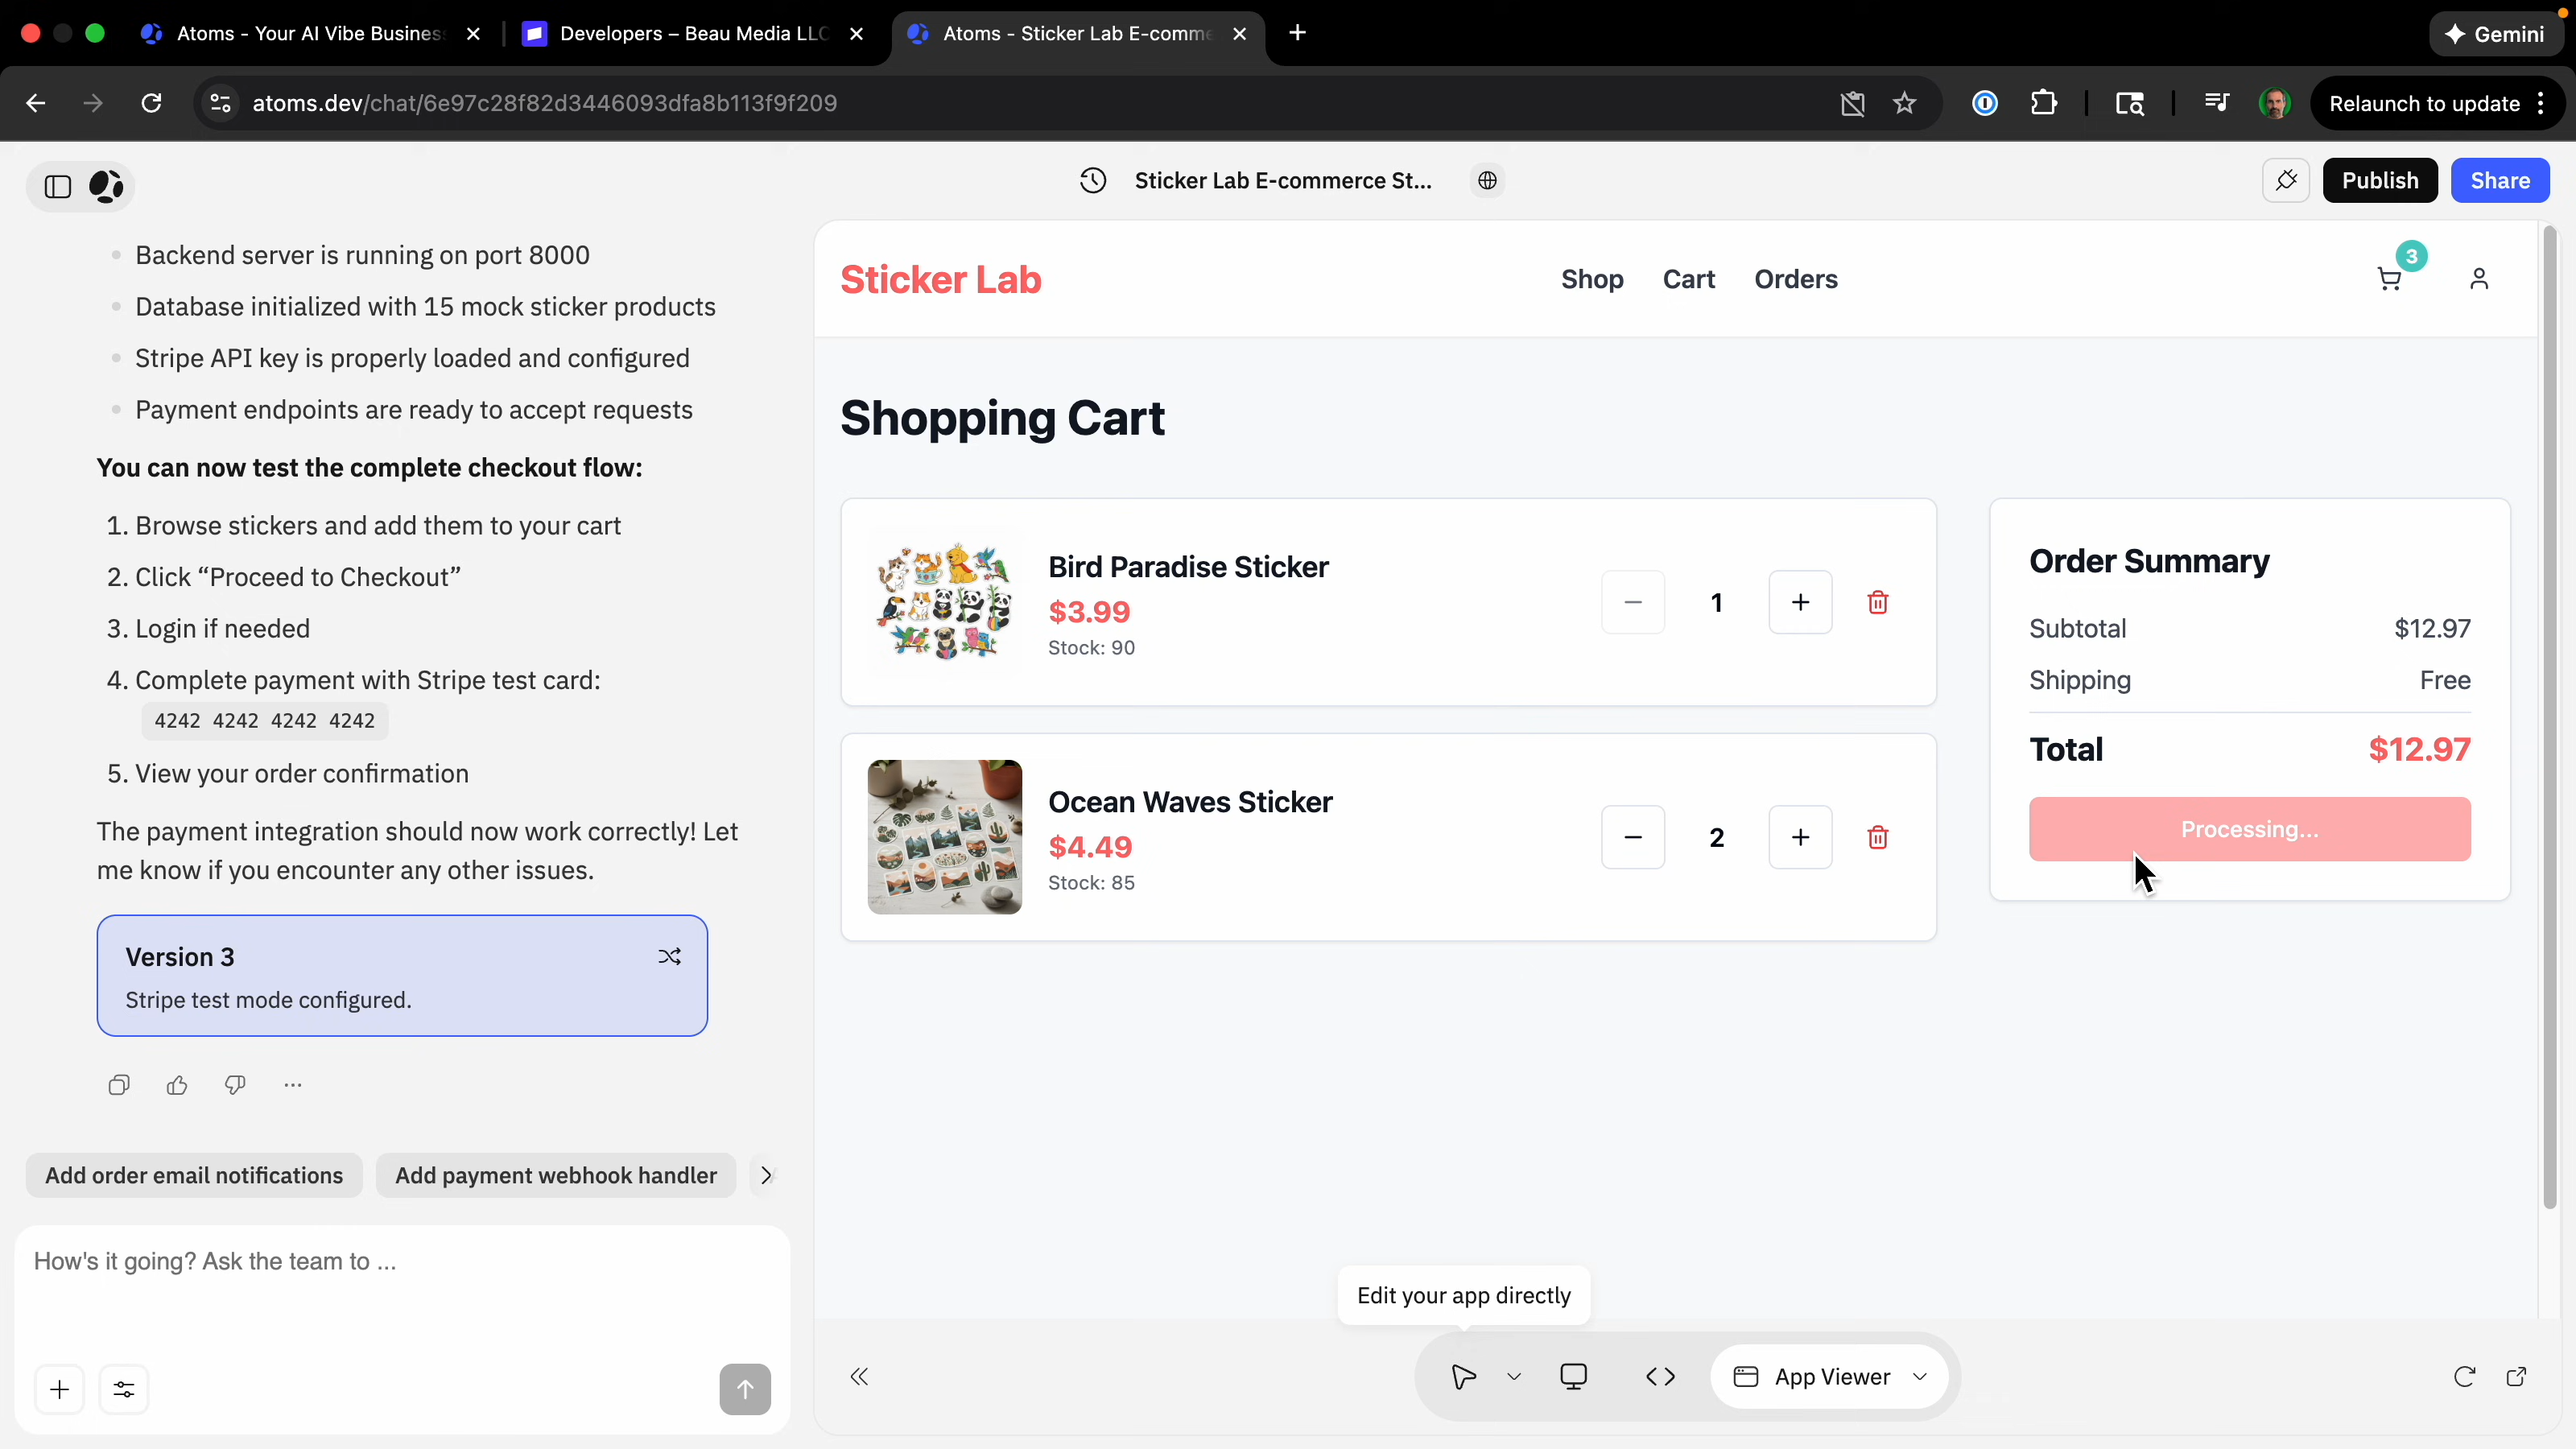 Atoms - Your AI Vibe Business
Developers – Beau Media LLC
Atoms - Sticker Lab E-comme
Gemini
atoms.dev/chat/6e97c28f82d3446093dfa8b113f9f209
Relaunch to update
Sticker Lab E-commerce St...
Publish
Share
Backend server is running on port 8000
Database initialized with 15 mock sticker products
Stripe API key is properly loaded and configured
Payment endpoints are ready to accept requests
You can now test the complete checkout flow:
1. Browse stickers and add them to your cart
2. Click “Proceed to Checkout”
3. Login if needed
4. Complete payment with Stripe test card:
4242 4242 4242 4242
5. View your order confirmation
The payment integration should now work correctly! Let
me know if you encounter any other issues.
Version 3
Stripe test mode configured.
Add order email notifications
Add payment webhook handler
How's it going? Ask the team to ...
Sticker Lab
Shop
Cart
Orders
3
Shopping Cart
Bird Paradise Sticker
$3.99
Stock: 90
1
Ocean Waves Sticker
$4.49
Stock: 85
2
Order Summary
Subtotal $12.97
Shipping Free
Total $12.97
Processing...
Edit your app directly
App Viewer